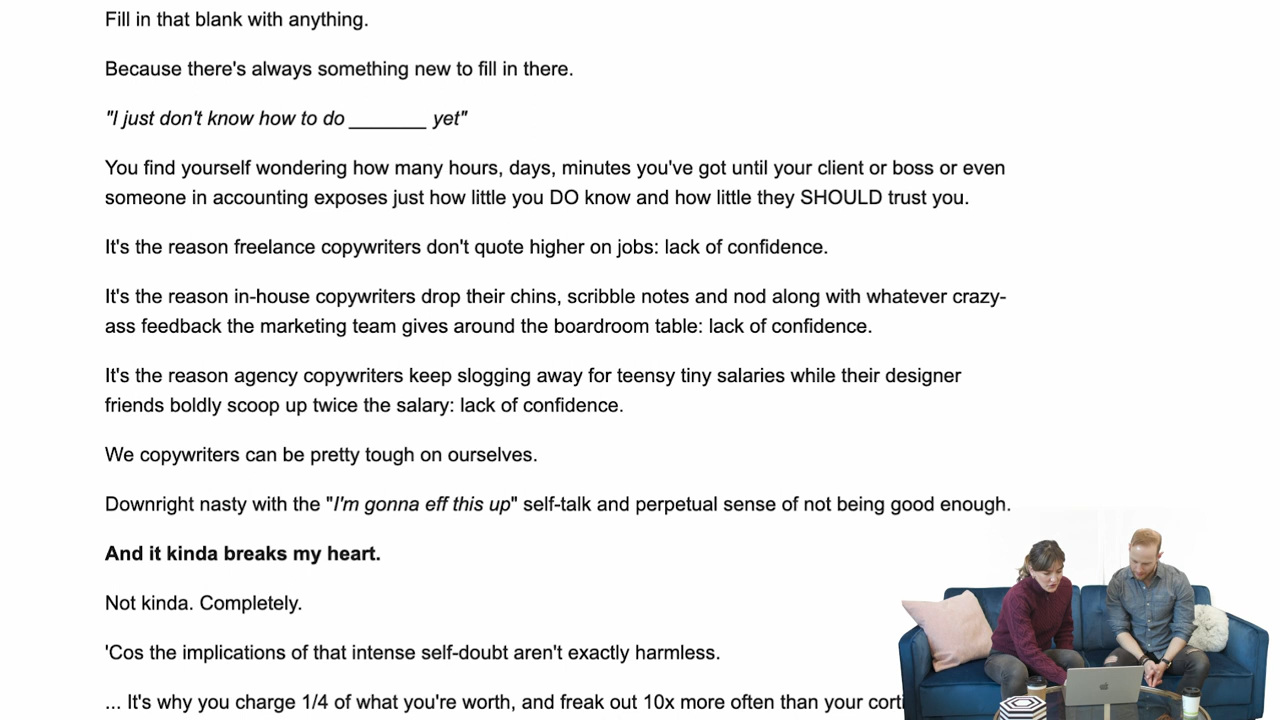 Fill in that blank with anything.
Because there's always something new to fill in there.
"I just don't know how to do _______ yet"
You find yourself wondering how many hours, days, minutes you've got until your client or boss or even
someone in accounting exposes just how little you DO know and how little they SHOULD trust you.
It's the reason freelance copywriters don't quote higher on jobs: lack of confidence.
It's the reason in-house copywriters drop their chins, scribble notes and nod along with whatever crazy-
ass feedback the marketing team gives around the boardroom table: lack of confidence.
It's the reason agency copywriters keep slogging away for teensy tiny salaries while their designer
friends boldly scoop up twice the salary: lack of confidence.
We copywriters can be pretty tough on ourselves.
Downright nasty with the "I'm gonna eff this up" self-talk and perpetual sense of not being good enough.
And it kinda breaks my heart.
Not kinda. Completely.
'Cos the implications of that intense self-doubt aren't exactly harmless.
... It's why you charge 1/4 of what you're worth, and freak out 10x more often than your